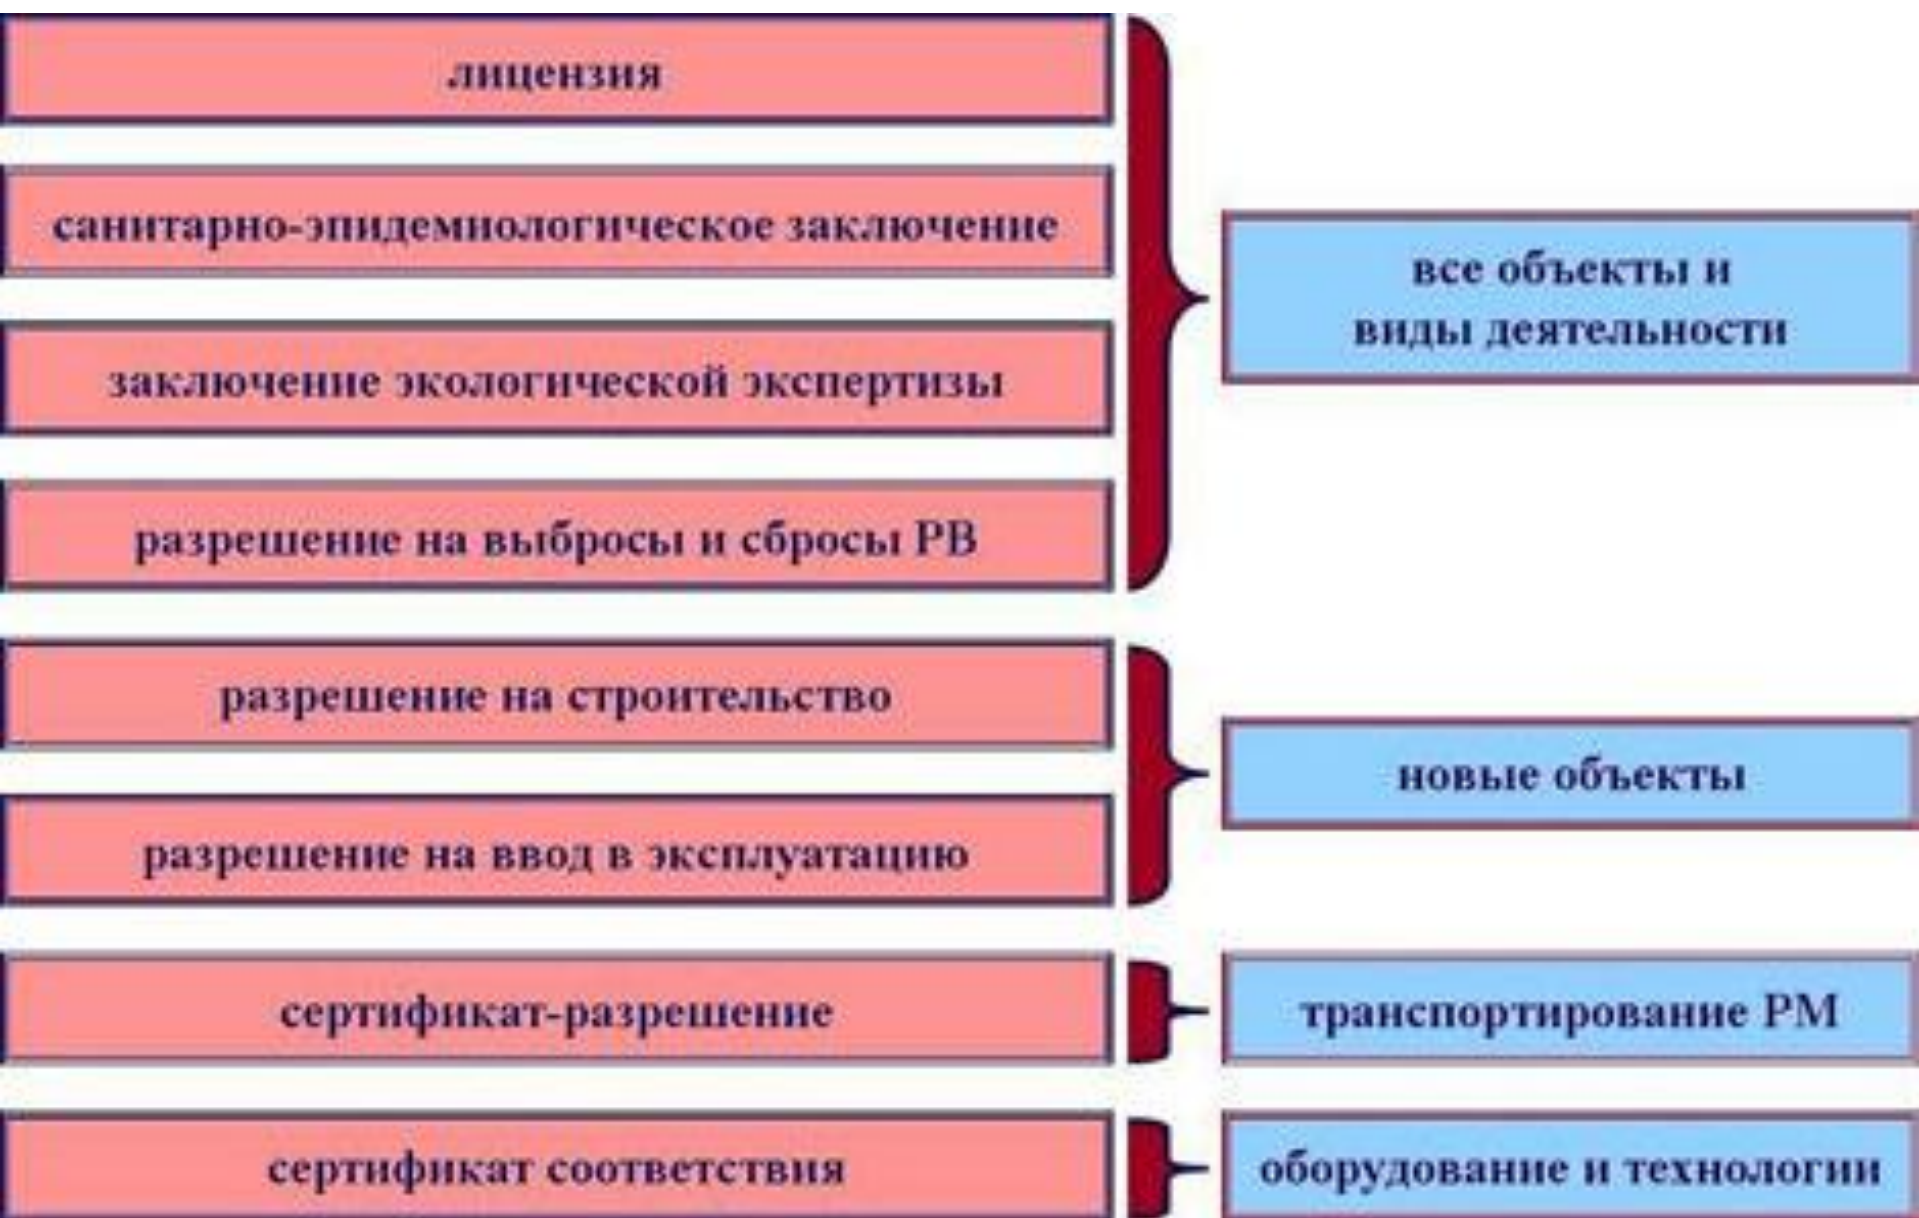 лицензия
санитарно-эпидемиологическое заключение
все объекты и
виды деятельности
заключение экологической экспертизы
разрешение на выбросы и сбросы РВ
разрешение на строительство
новые объекты
разрешение на ввод в эксплуатацию
сертификат-разрешение
транспортирование РМ
сертификат соответствия
оборудование и технологии